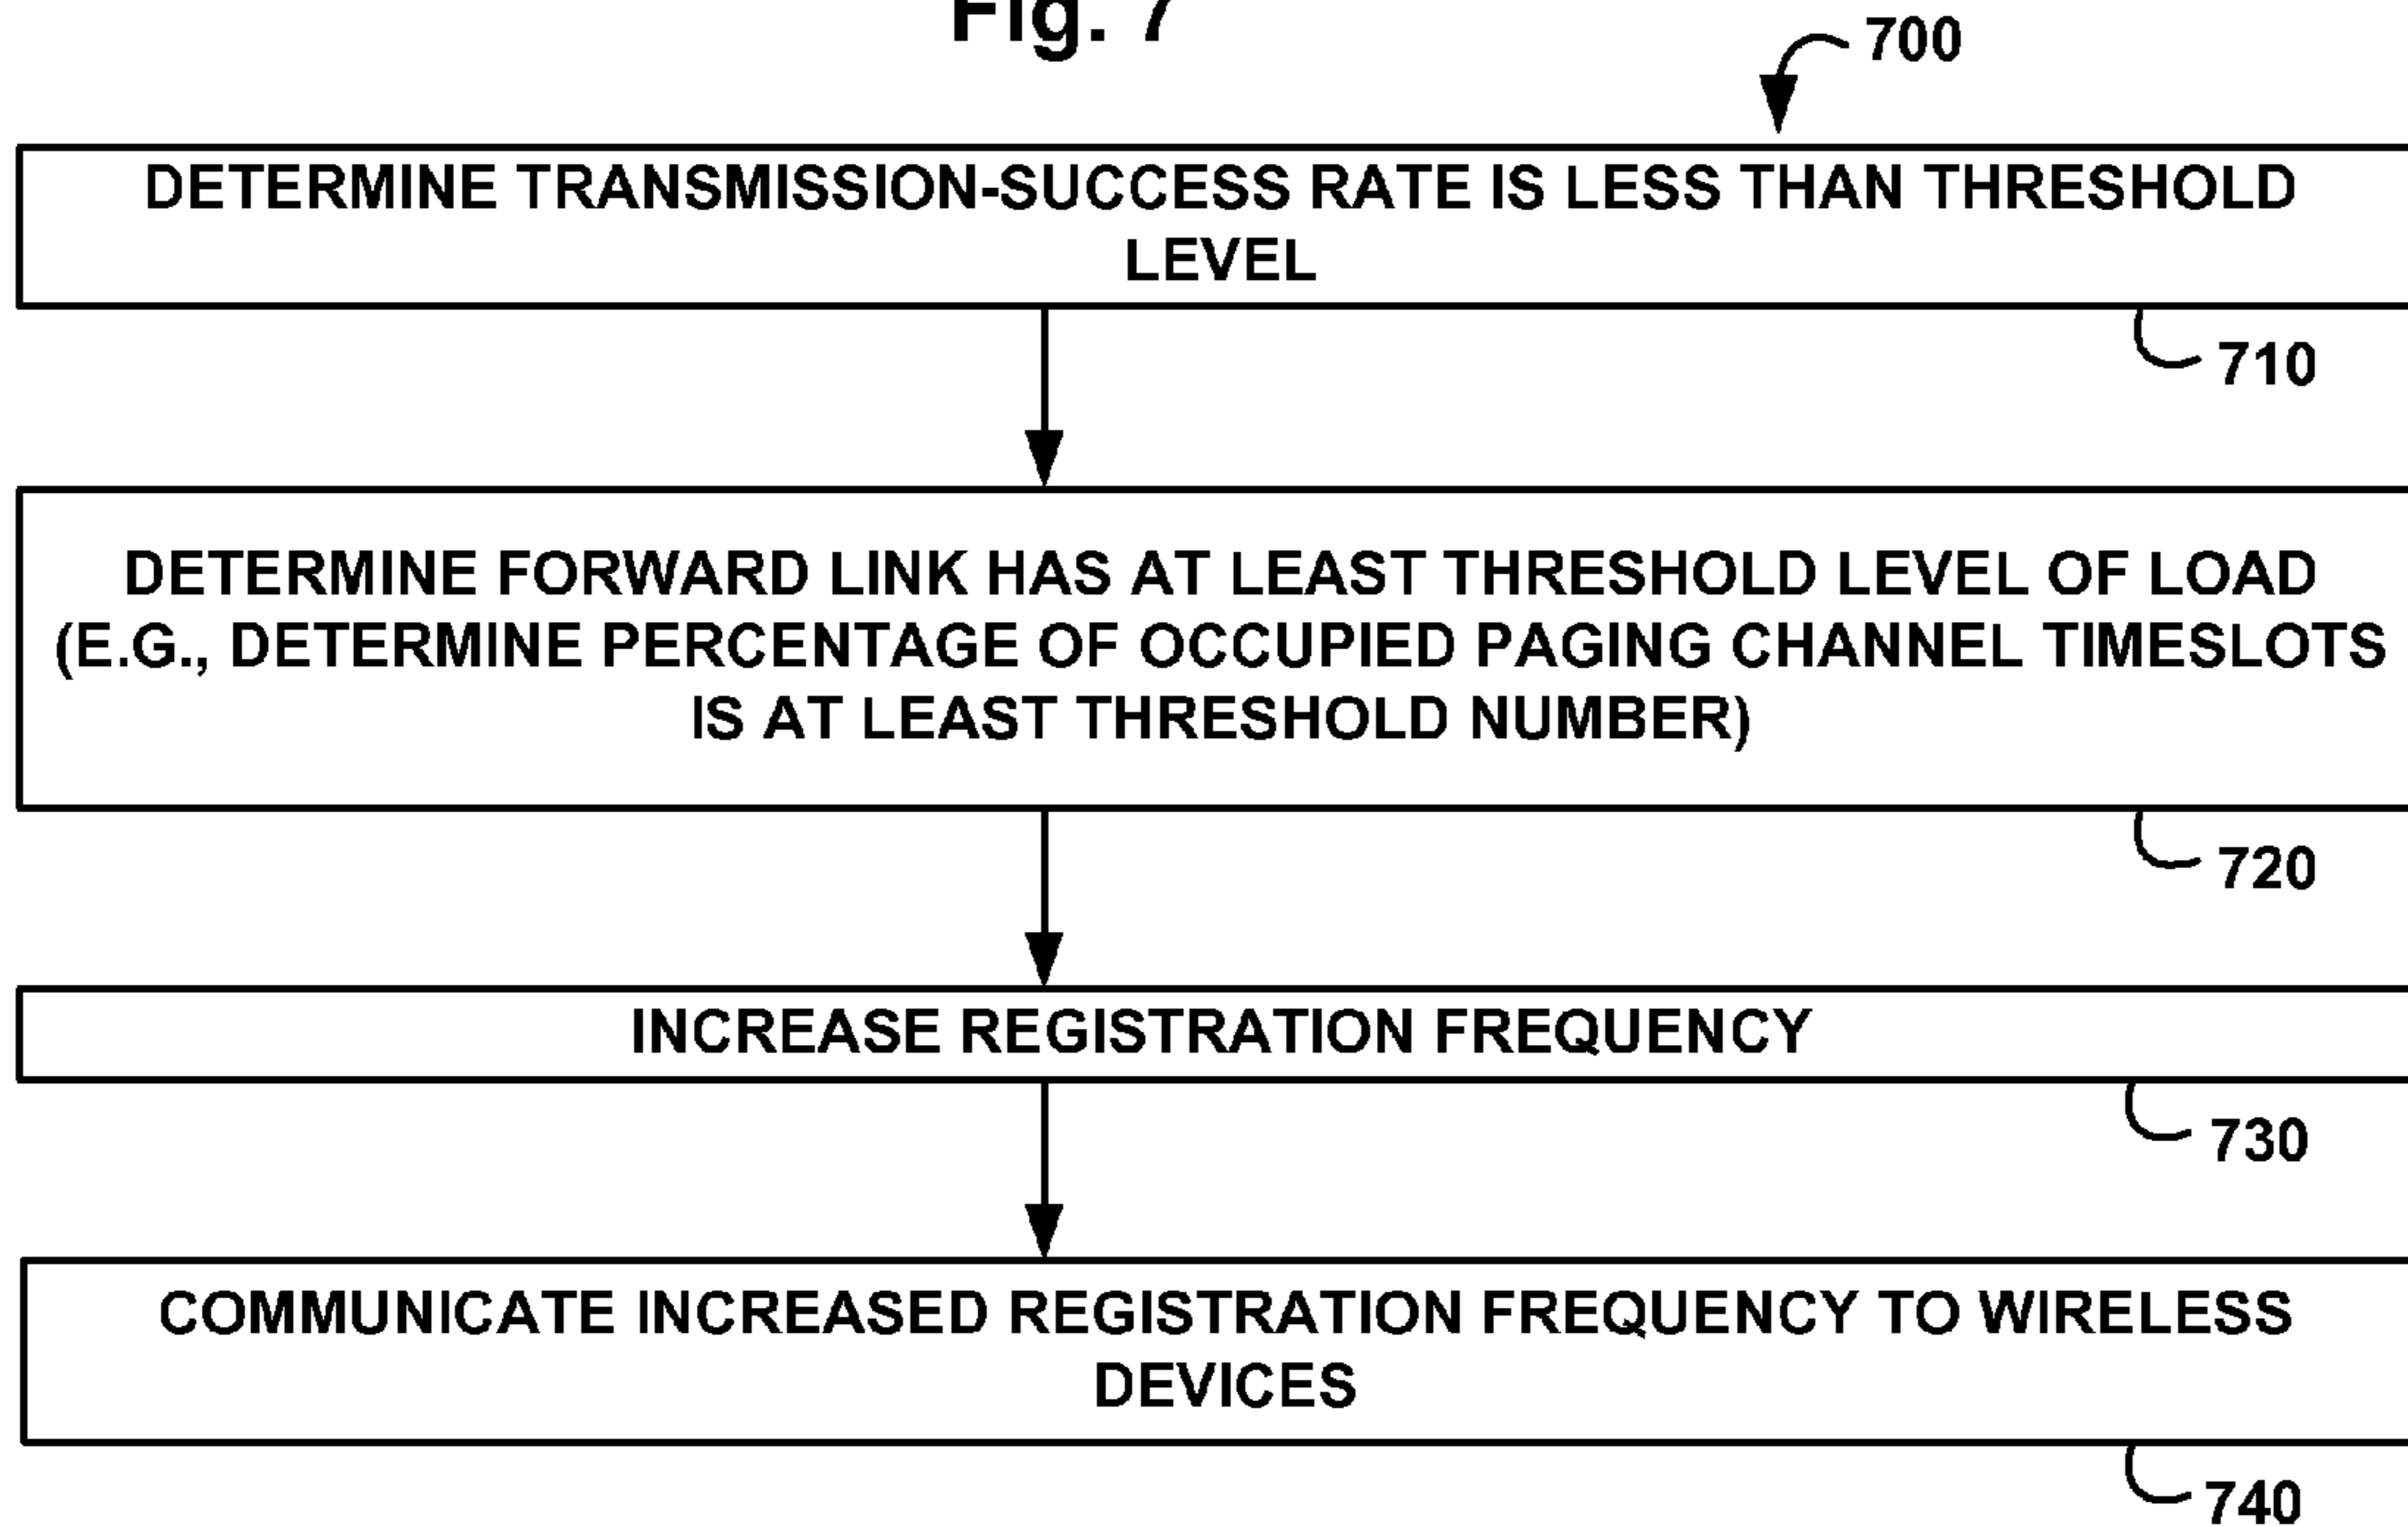 Fig. 7
700
DETERMINE TRANSMISSION-SUCCESS RATE IS LESS THAN THRESHOLD
LEVEL
710
DETERMINE FORWARD LINK HAS AT LEAST THRESHOLD LEVEL OF LOAD
(E.G., DETERMINE PERCENTAGE OF OCCUPIED PAGING CHANNEL TIMESLOTS
IS AT LEAST THRESHOLD NUMBER)
720
INCREASE REGISTRATION FREQUENCY
730
COMMUNICATE INCREASED REGISTRATION FREQUENCY TO WIRELESS
DEVICES
740